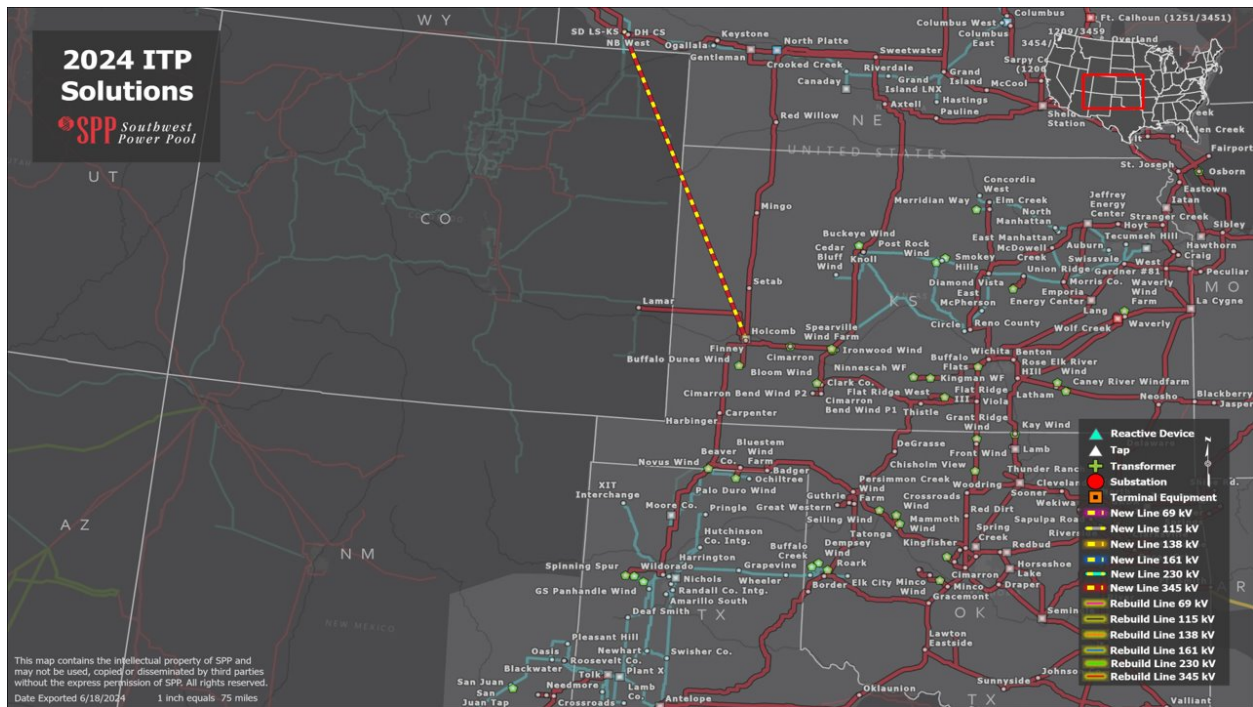 2024 ITP
Solutions
SPP Southwest
Power Pool
WY
UT
CO
AZ
NM
NE
UNITED STATES
KS
MO
OK
TX
TX
NEW MEXICO
SD LS-KS
DH CS
NB West
Ogallala
Keystone
Gentleman
North Platte
Crooked Creek
Canaday
Riverdale
Grand
Island LNX
Sweetwater
Columbus West
Columbus
Columbus
East
Ft. Calhoun (1251/3451)
1209/3459
Overland
3454/
Sarpy C
(120
Grand
Island
McCool
Hastings
Axtell
Pauline
Sheld
Station
Red Willow
Creek
Fairport
St. Joseph
Osborn
Eastown
Iatan
Concordia
West
Merridian Way
Elm Creek
North
Manhattan
Jeffrey
Energy
Center
Stranger Creek
Hoyt
Sibley
Mingo
East Manhattan
McDowell
Creek
Auburn
Tecumseh Hill
Swissvale
West
Gardner #81
Hawthorn
Craig
Peculiar
Buckeye Wind
Cedar
Bluff
Wind
Knoll
Post Rock
Wind
Smokey
Hills
Union Ridge
Diamond Vista
Morris Co.
Emporia
Energy Center
Waverly
Wind
Farm
La Cygne
Lang
Waverly
Wolf Creek
East
McPherson
Circle
Reno County
Setab
Lamar
Holcomb
Finney
Buffalo Dunes Wind
Spearville
Wind Farm
Cimarron
Ironwood Wind
Bloom Wind
Clark Co.
Cimarron Bend Wind P2
Cimarron
Bend Wind P1
Ninnescah WF
Kingman WF
Buffalo
Flats
Wichita
Benton
Rose
Hill
Elk River
Wind
Caney River Windfarm
Latham
Neosho
Blackberry
Jasper
Flat Ridge West
Flat Ridge
III
Viola
Thistle
Grant Ridge
Wind
Kay Wind
Carpenter
Harbinger
DeGrasse
Front Wind
Lamb
Chisholm View
Novus Wind
Beaver
Co.
Bluestem
Wind
Farm
Badger
Ochiltree
Palo Duro Wind
XIT
Interchange
Moore Co.
Pringle
Guthrie
Great Western
Persimmon Creek
Wind
Farm
Seiling Wind
Tatonga
Crossroads
Wind
Mammoth
Wind
Woodring
Thunder Ranch
Sooner
Cleveland
Wekiwa
Red Dirt
Spring
Creek
Sapulpa Road
Redbud
Kingfisher
Horseshoe
Lake
Draper
Hutchinson
Co. Intg.
Harrington
Grapevine
Wheeler
Buffalo
Creek
Dempsey
Wind
Roark
Border
Elk City
Minco
Wind
Cimarron
Minco
Gracemont
Spinning Spur
Wildorado
Nichols
Randall Co. Intg.
Amarillo South
GS Panhandle Wind
Deaf Smith
Pleasant Hill
Oasis
Roosevelt Co.
Blackwater
Newhart
Swisher Co.
Plant X
Tolk
San Juan
San
Juan Tap
Needmore
Crossroads
Lamb
Co.
Antelope
Lawton
Eastside
Oklaunion
Sunnyside
Valliant
Reactive Device
Tap
Transformer
Substation
Terminal Equipment
New Line 69 kV
New Line 115 kV
New Line 138 kV
New Line 161 kV
New Line 230 kV
New Line 345 kV
Rebuild Line 69 kV
Rebuild Line 115 kV
Rebuild Line 138 kV
Rebuild Line 161 kV
Rebuild Line 230 kV
Rebuild Line 345 kV
N
This map contains the intellectual property of SPP and
may not be used, copied or disseminated by third parties
without the express permission of SPP. All rights reserved.
Date Exported 6/18/2024 1 inch equals 75 miles